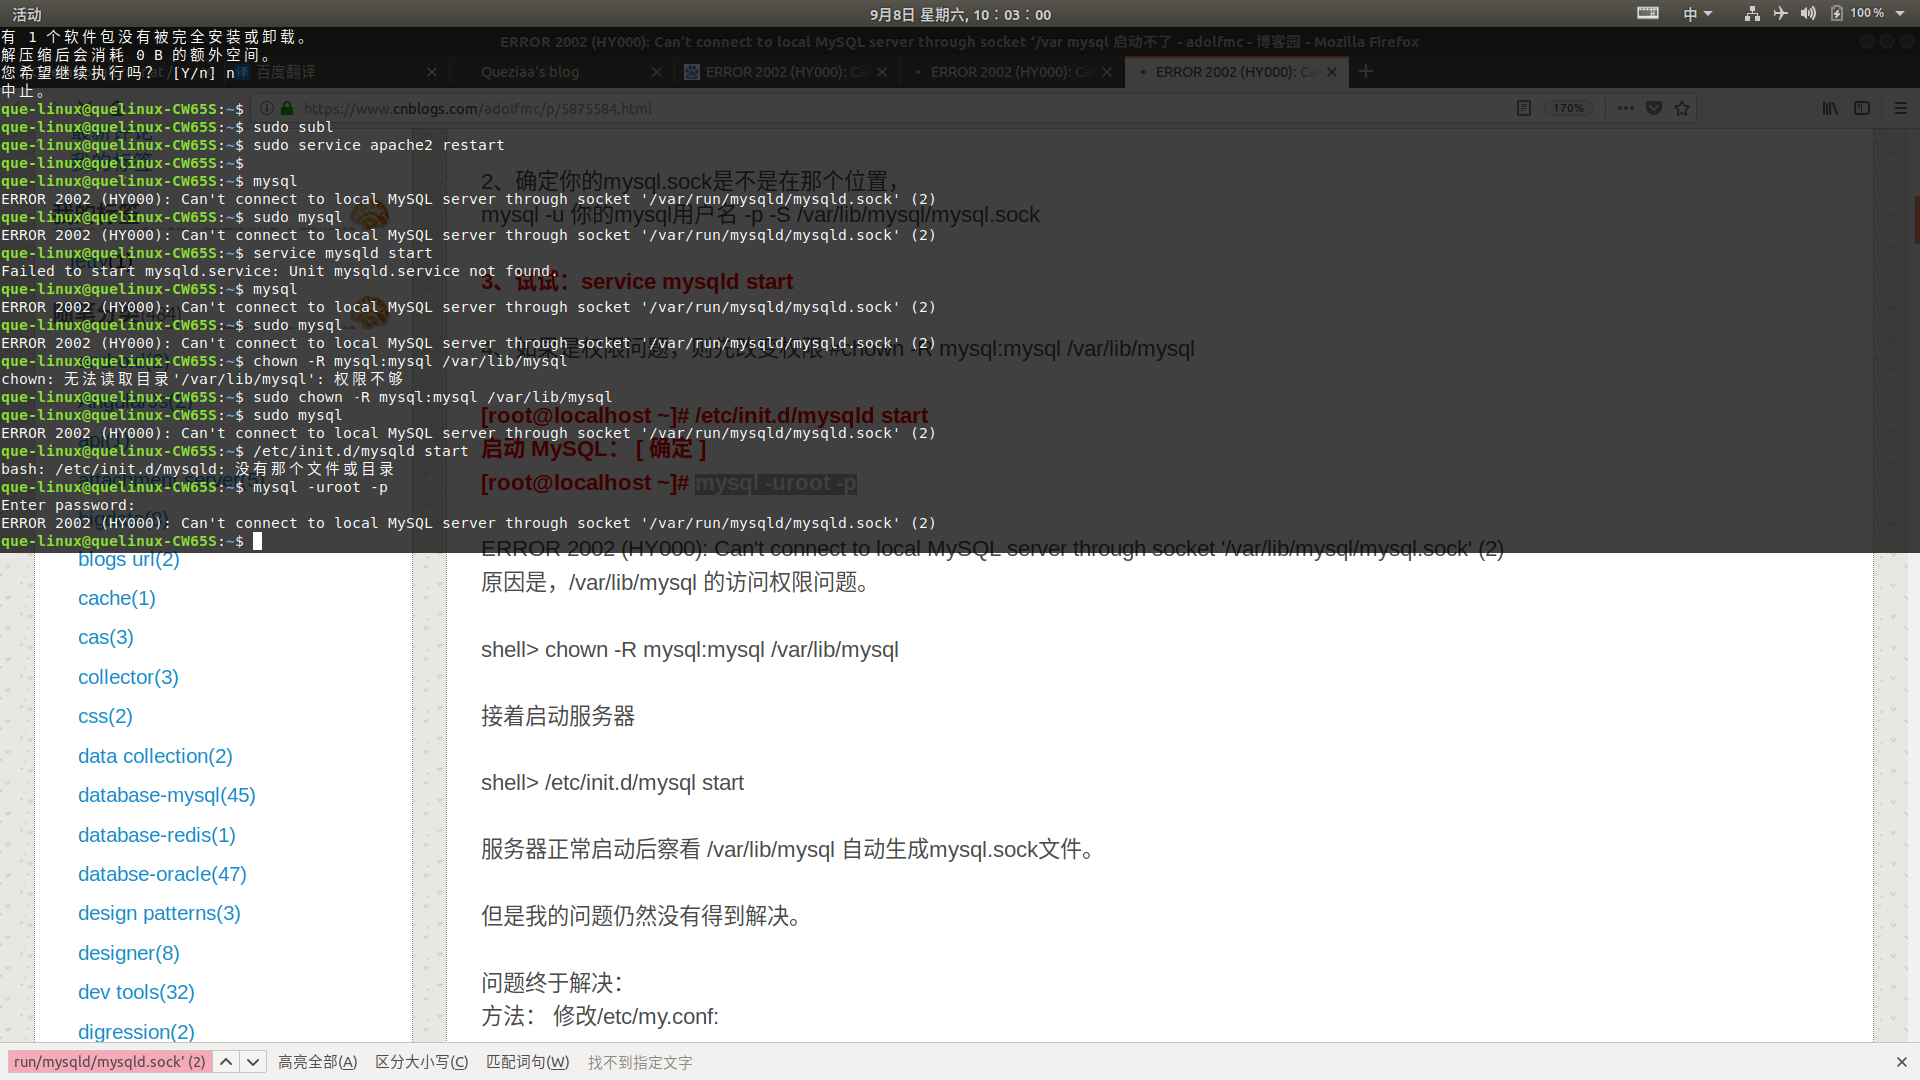 活动
9月8日 星期六, 10：03：00
中
100%
有 1 个软件包没有被完全安装或卸载。
解压缩后会消耗 0 B 的额外空间。
您希望继续执行吗？ [Y/n] n
中止。
que-linux@quelinux-CW65S:~$
que-linux@quelinux-CW65S:~$ sudo subl
que-linux@quelinux-CW65S:~$ sudo service apache2 restart
que-linux@quelinux-CW65S:~$
que-linux@quelinux-CW65S:~$ mysql
ERROR 2002 (HY000): Can't connect to local MySQL server through socket '/var/run/mysqld/mysqld.sock' (2)
que-linux@quelinux-CW65S:~$ sudo mysql
ERROR 2002 (HY000): Can't connect to local MySQL server through socket '/var/run/mysqld/mysqld.sock' (2)
que-linux@quelinux-CW65S:~$ service mysqld start
Failed to start mysqld.service: Unit mysqld.service not found.
que-linux@quelinux-CW65S:~$ mysql
ERROR 2002 (HY000): Can't connect to local MySQL server through socket '/var/run/mysqld/mysqld.sock' (2)
que-linux@quelinux-CW65S:~$ sudo mysql
ERROR 2002 (HY000): Can't connect to local MySQL server through socket '/var/run/mysqld/mysqld.sock' (2)
que-linux@quelinux-CW65S:~$ chown -R mysql:mysql /var/lib/mysql
chown: 无法读取目录'/var/lib/mysql': 权限不够
que-linux@quelinux-CW65S:~$ sudo chown -R mysql:mysql /var/lib/mysql
que-linux@quelinux-CW65S:~$ sudo mysql
ERROR 2002 (HY000): Can't connect to local MySQL server through socket '/var/run/mysqld/mysqld.sock' (2)
que-linux@quelinux-CW65S:~$ /etc/init.d/mysqld start
bash: /etc/init.d/mysqld: 没有那个文件或目录
que-linux@quelinux-CW65S:~$ mysql -uroot -p
Enter password:
ERROR 2002 (HY000): Can't connect to local MySQL server through socket '/var/run/mysqld/mysqld.sock' (2)
que-linux@quelinux-CW65S:~$
ERROR 2002 (HY000): Can't connect to local MySQL server through socket '/var mysql 启动不了 - adolfmc - 博客园 - Mozilla Firefox
百度翻译
Queziaa's blog
ERROR 2002 (HY000): Ca
ERROR 2002 (HY000): Ca
ERROR 2002 (HY000): Ca
https://www.cnblogs.com/adolfmc/p/5875584.html
170%
2、确定你的mysql.sock是不是在那个位置，
mysql -u 你的mysql用户名 -p -S /var/lib/mysql/mysql.sock
3、试试：service mysqld start
4、如果是权限问题，则先改变权限 #chown -R mysql:mysql /var/lib/mysql
[root@localhost ~]# /etc/init.d/mysqld start
启动 MySQL： [ 确定 ]
[root@localhost ~]# mysql -uroot -p
ERROR 2002 (HY000): Can't connect to local MySQL server through socket '/var/lib/mysql/mysql.sock' (2)
原因是，/var/lib/mysql 的访问权限问题。
shell> chown -R mysql:mysql /var/lib/mysql
接着启动服务器
shell> /etc/init.d/mysql start
服务器正常启动后察看 /var/lib/mysql 自动生成mysql.sock文件。
但是我的问题仍然没有得到解决。
问题终于解决：
方法： 修改/etc/my.conf:
blogs url(2)
cache(1)
cas(3)
collector(3)
css(2)
data collection(2)
database-mysql(45)
database-redis(1)
databse-oracle(47)
design patterns(3)
designer(8)
dev tools(32)
digression(2)
run/mysqld/mysqld.sock' (2)
高亮全部(A)
区分大小写(C)
匹配词句(W)
找不到指定文字